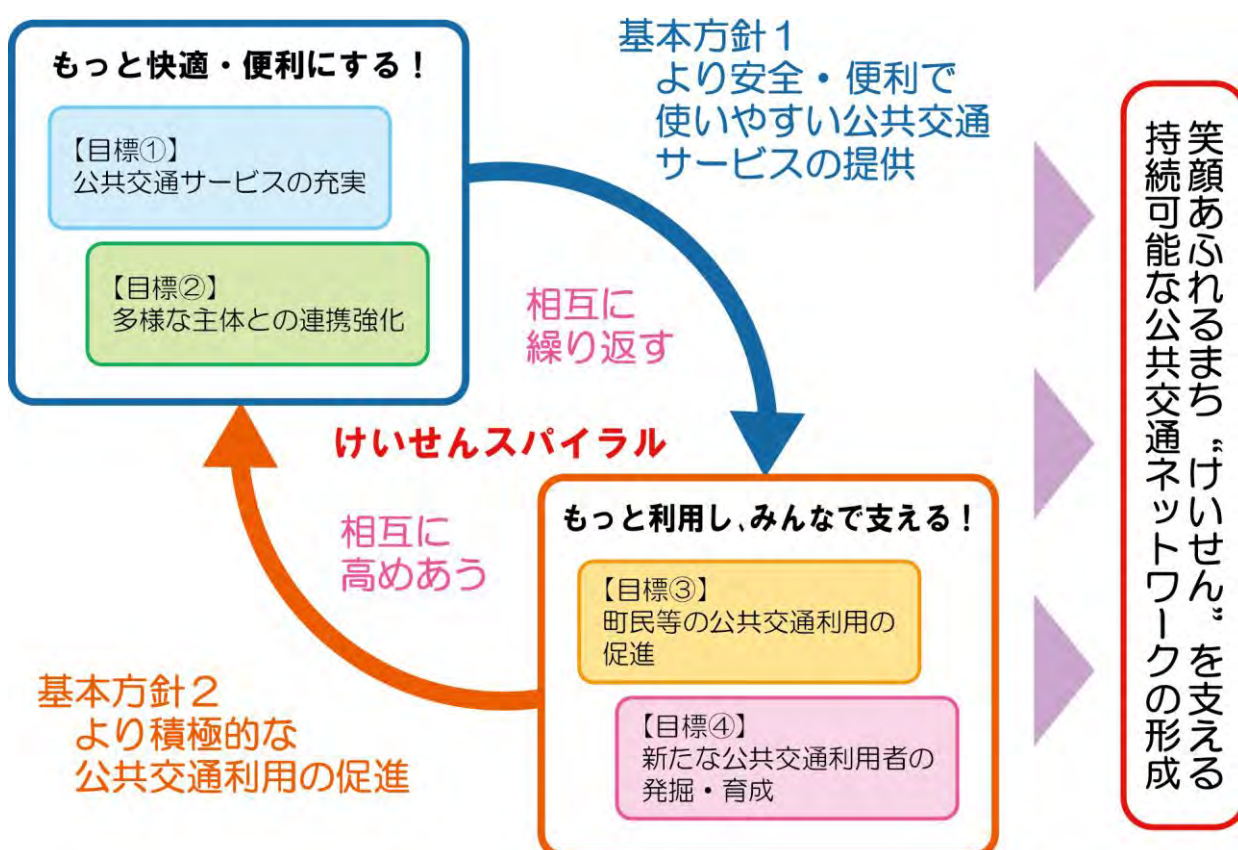 もっと快適・便利にする！
【目標①】
公共交通サービスの充実
【目標②】
多様な主体との連携強化
基本方針１
より安全・便利で
使いやすい公共交通
サービスの提供
相互に
繰り返す
けいせんスパイラル
相互に
高めあう
もっと利用し、みんなで支える！
【目標③】
町民等の公共交通利用の
促進
【目標④】
新たな公共交通利用者の
発掘・育成
基本方針２
より積極的な
公共交通利用の促進
笑顔あふれるまち“けいせん”を支える
持続可能な公共交通ネットワークの形成